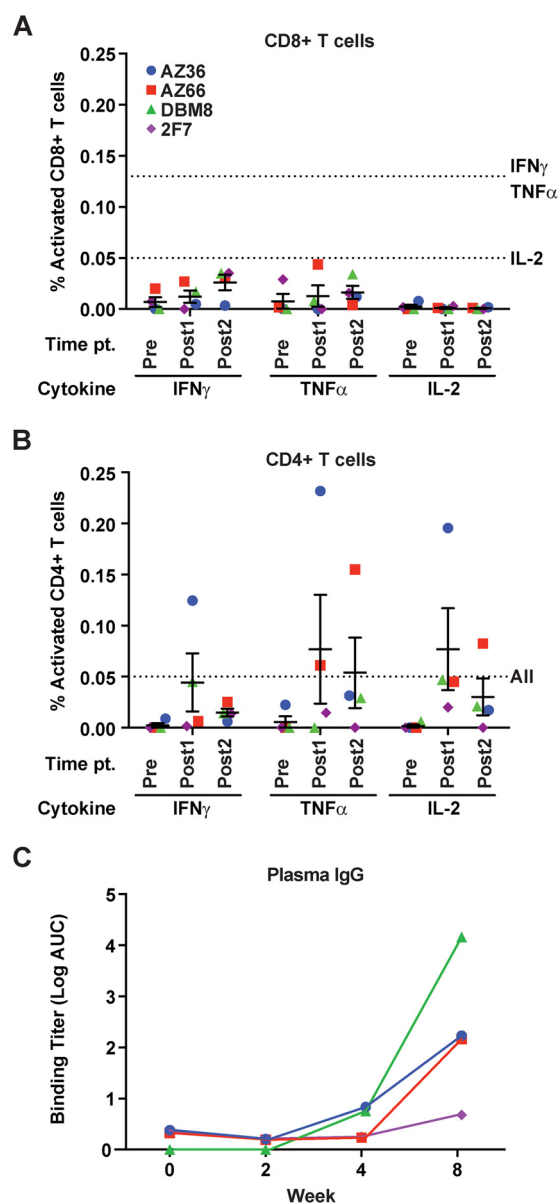 A
CD8+ T cells
% Activated CD8+ T cells
0.25
0.20
0.15
0.10
0.05
0.00
AZ36
AZ66
DBM8
2F7
IFNγ
TNFα
IL-2
Time pt.
Pre Post1 Post2 Pre Post1 Post2 Pre Post1 Post2
Cytokine IFNγ TNFα IL-2
B
CD4+ T cells
% Activated CD4+ T cells
0.25
0.20
0.15
0.10
0.05
0.00
All
Time pt.
Pre Post1 Post2 Pre Post1 Post2 Pre Post1 Post2
Cytokine IFNγ TNFα IL-2
C
Plasma IgG
Binding Titer (Log AUC)
5
4
3
2
1
0
0 2 4 8
Week